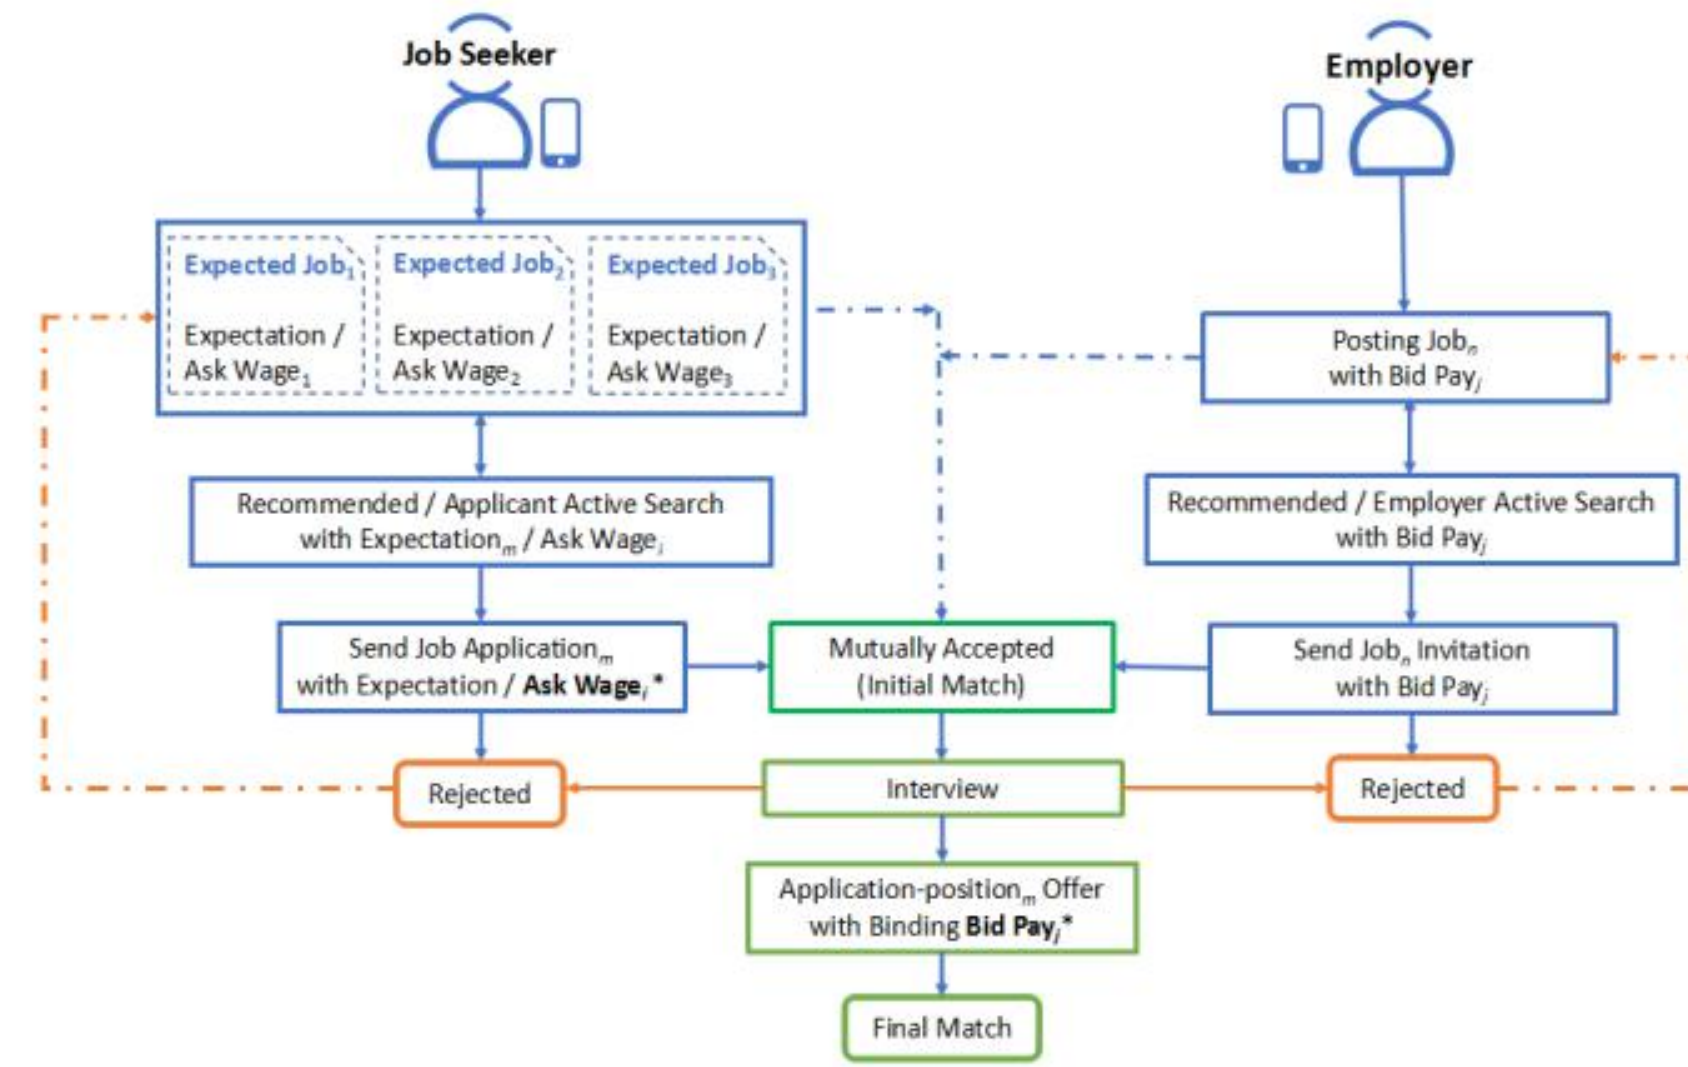 Job Seeker
Employer
Expected Job₁
Expectation /
Ask Wage₁
Expected Job₂
Expectation /
Ask Wage₂
Expected Job₃
Expectation /
Ask Wage₃
Posting Jobₙ
with Bid Payⱼ
Recommended / Applicant Active Search
with Expectationₘ / Ask Wageᵢ
Recommended / Employer Active Search
with Bid Payⱼ
Send Job Applicationₘ
with Expectation / Ask Wageᵢ*
Mutually Accepted
(Initial Match)
Send Jobₙ Invitation
with Bid Payⱼ
Rejected
Interview
Rejected
Application-positionₘ Offer
with Binding Bid Payⱼ*
Final Match